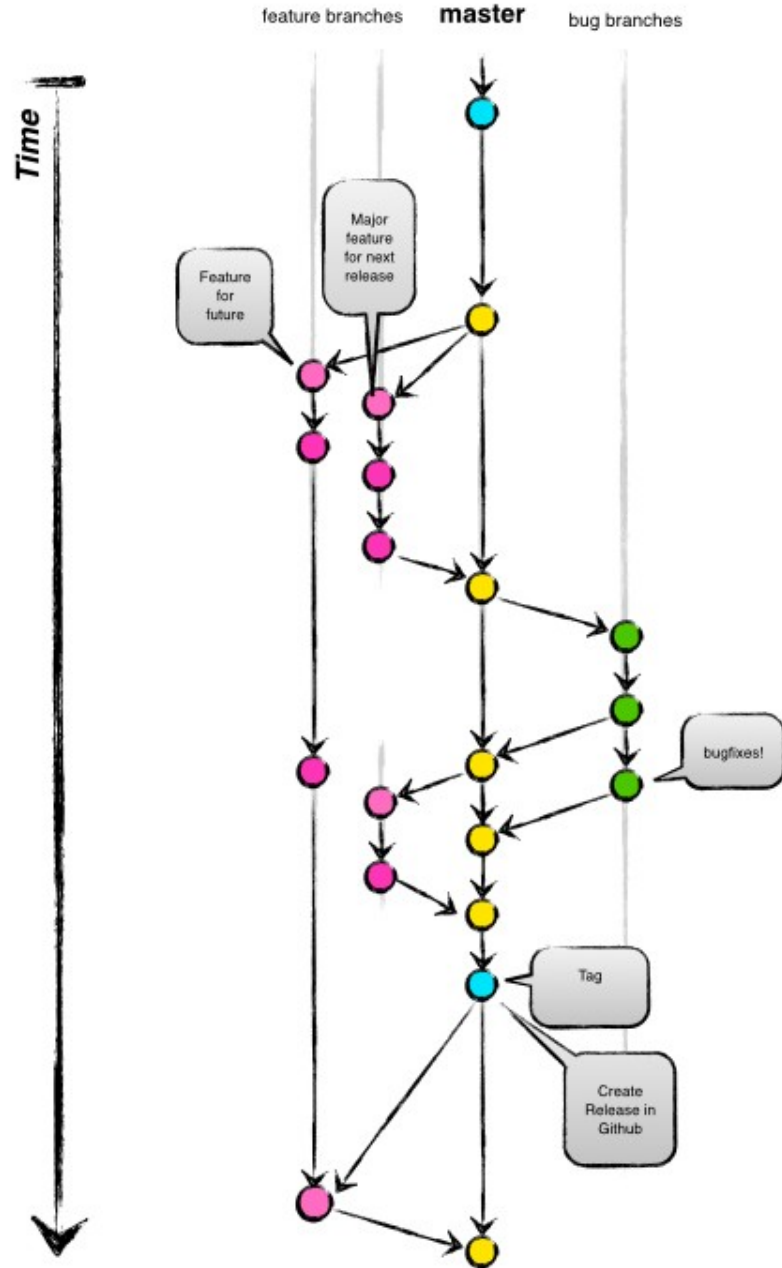 feature branches
master
bug branches
Time
Major
feature
for next
release
Feature
for
future
bugfixes!
Tag
Create
Release in
Github